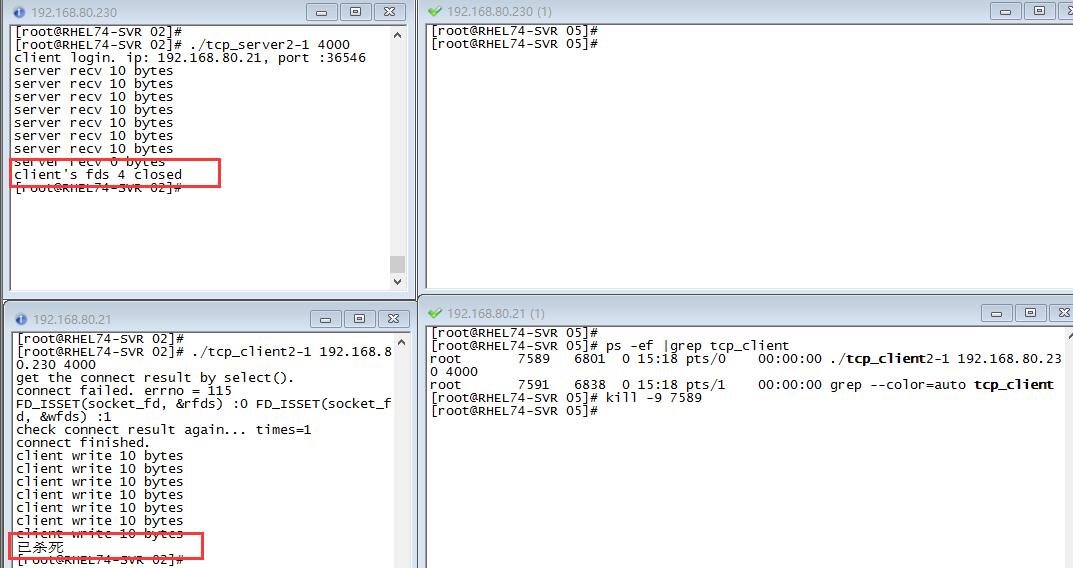 192.168.80.230
[root@RHEL74-SVR 02]#
[root@RHEL74-SVR 02]# ./tcp_server2-1 4000
client login. ip: 192.168.80.21, port :36546
server recv 10 bytes
server recv 10 bytes
server recv 10 bytes
server recv 10 bytes
server recv 10 bytes
server recv 10 bytes
server recv 10 bytes
server recv 0 bytes
client's fds 4 closed
[root@RHEL74-SVR 02]#
192.168.80.230 (1)
[root@RHEL74-SVR 05]#
[root@RHEL74-SVR 05]#
192.168.80.21
[root@RHEL74-SVR 02]#
[root@RHEL74-SVR 02]# ./tcp_client2-1 192.168.8
0.230 4000
get the connect result by select().
connect failed. errno = 115
FD_ISSET(socket_fd, &rfds) :0 FD_ISSET(socket_f
d, &wfds) :1
check connect result again... times=1
connect finished.
client write 10 bytes
client write 10 bytes
client write 10 bytes
client write 10 bytes
client write 10 bytes
client write 10 bytes
client write 10 bytes
已杀死
[root@RHEL74-SVR 02]#
192.168.80.21 (1)
[root@RHEL74-SVR 05]#
[root@RHEL74-SVR 05]# ps -ef |grep tcp_client
root 7589 6801 0 15:18 pts/0 00:00:00 ./tcp_client2-1 192.168.80.23
0 4000
root 7591 6838 0 15:18 pts/1 00:00:00 grep --color=auto tcp_client
[root@RHEL74-SVR 05]# kill -9 7589
[root@RHEL74-SVR 05]#